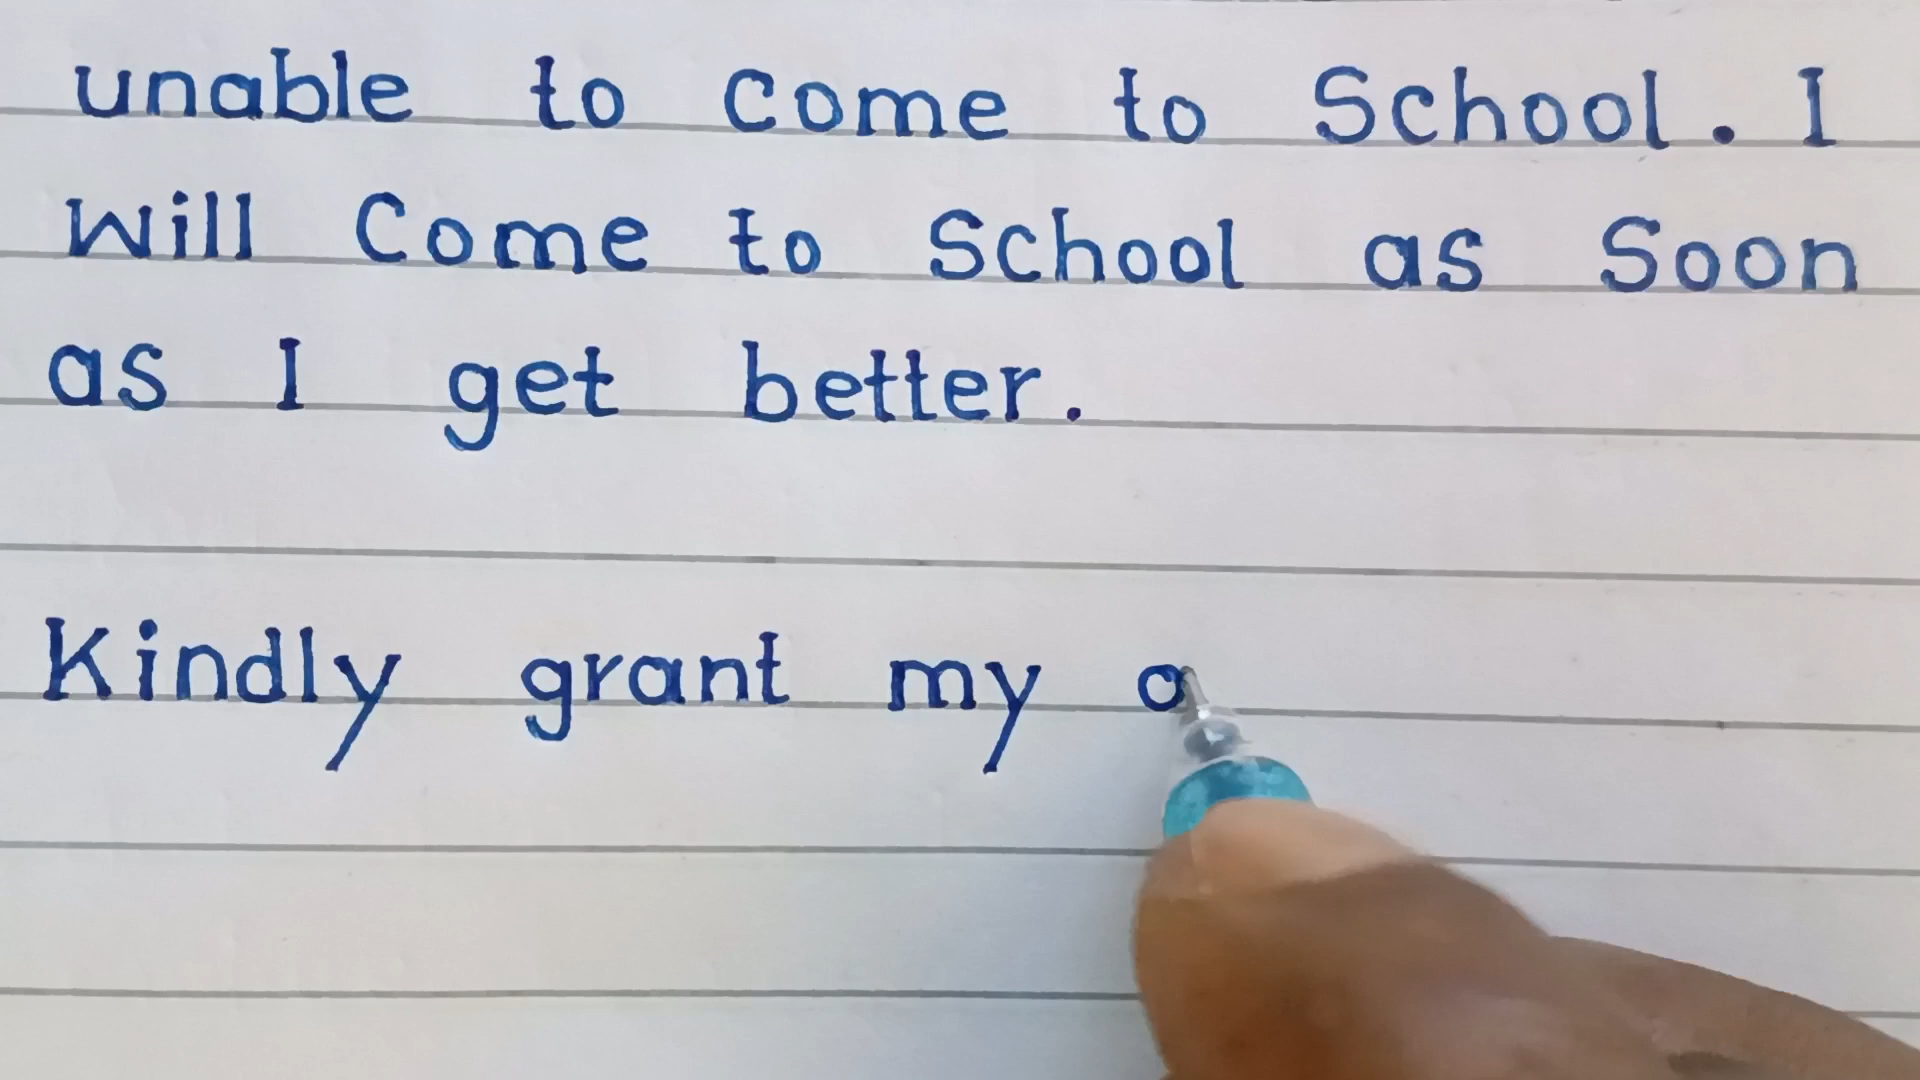 unable to come to School. I
will Come to School as Soon
as I get better.
Kindly grant my